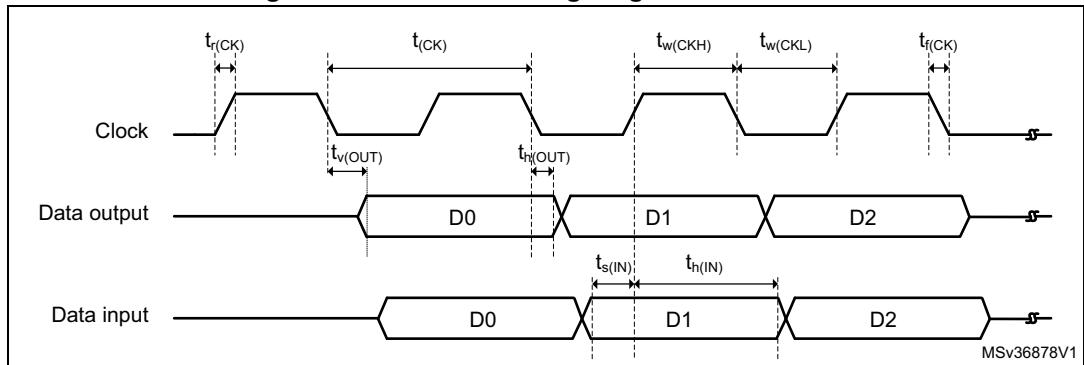 tr(CK) t(CK) tw(CKH) tw(CKL) tf(CK)
Clock
tv(OUT) th(OUT)
Data output D0 D1 D2
ts(IN) th(IN)
Data input D0 D1 D2
MSv36878V1